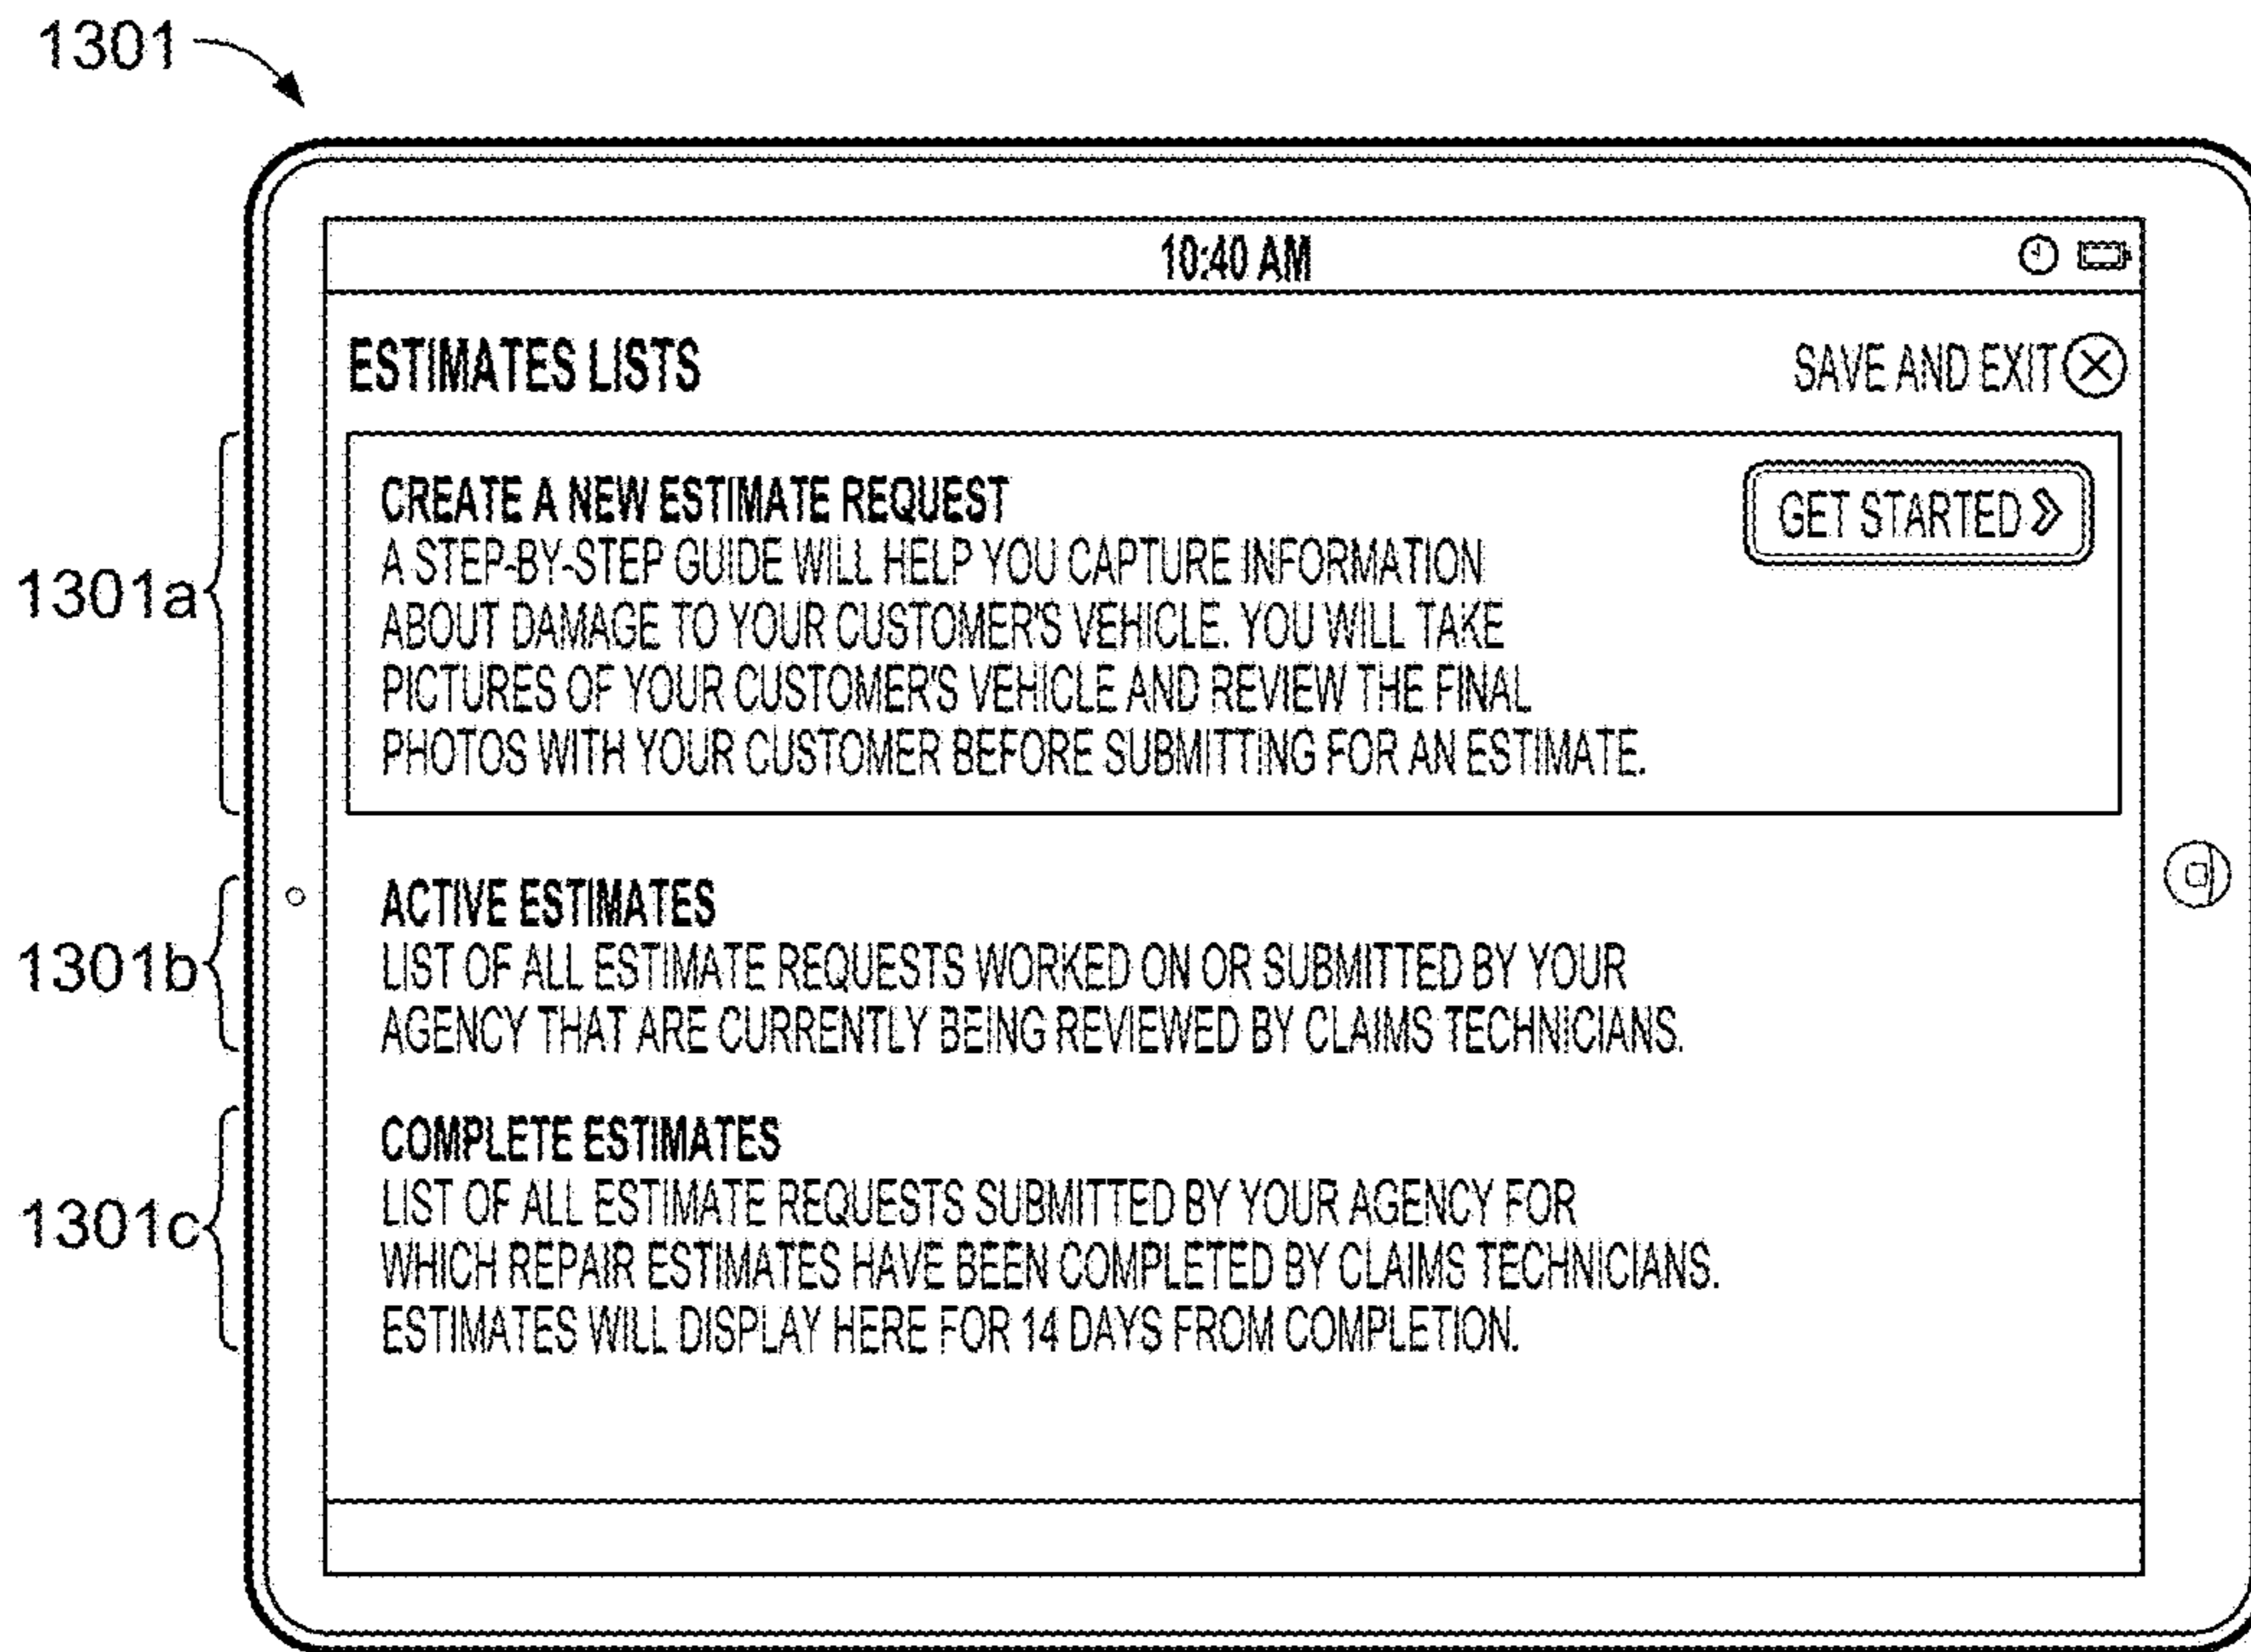 1301
10:40 AM
ESTIMATES LISTS
SAVE AND EXIT
1301a
CREATE A NEW ESTIMATE REQUEST
GET STARTED
A STEP-BY-STEP GUIDE WILL HELP YOU CAPTURE INFORMATION
ABOUT DAMAGE TO YOUR CUSTOMER'S VEHICLE. YOU WILL TAKE
PICTURES OF YOUR CUSTOMER'S VEHICLE AND REVIEW THE FINAL
PHOTOS WITH YOUR CUSTOMER BEFORE SUBMITTING FOR AN ESTIMATE.
1301b
ACTIVE ESTIMATES
LIST OF ALL ESTIMATE REQUESTS WORKED ON OR SUBMITTED BY YOUR
AGENCY THAT ARE CURRENTLY BEING REVIEWED BY CLAIMS TECHNICIANS.
1301c
COMPLETE ESTIMATES
LIST OF ALL ESTIMATE REQUESTS SUBMITTED BY YOUR AGENCY FOR
WHICH REPAIR ESTIMATES HAVE BEEN COMPLETED BY CLAIMS TECHNICIANS.
ESTIMATES WILL DISPLAY HERE FOR 14 DAYS FROM COMPLETION.